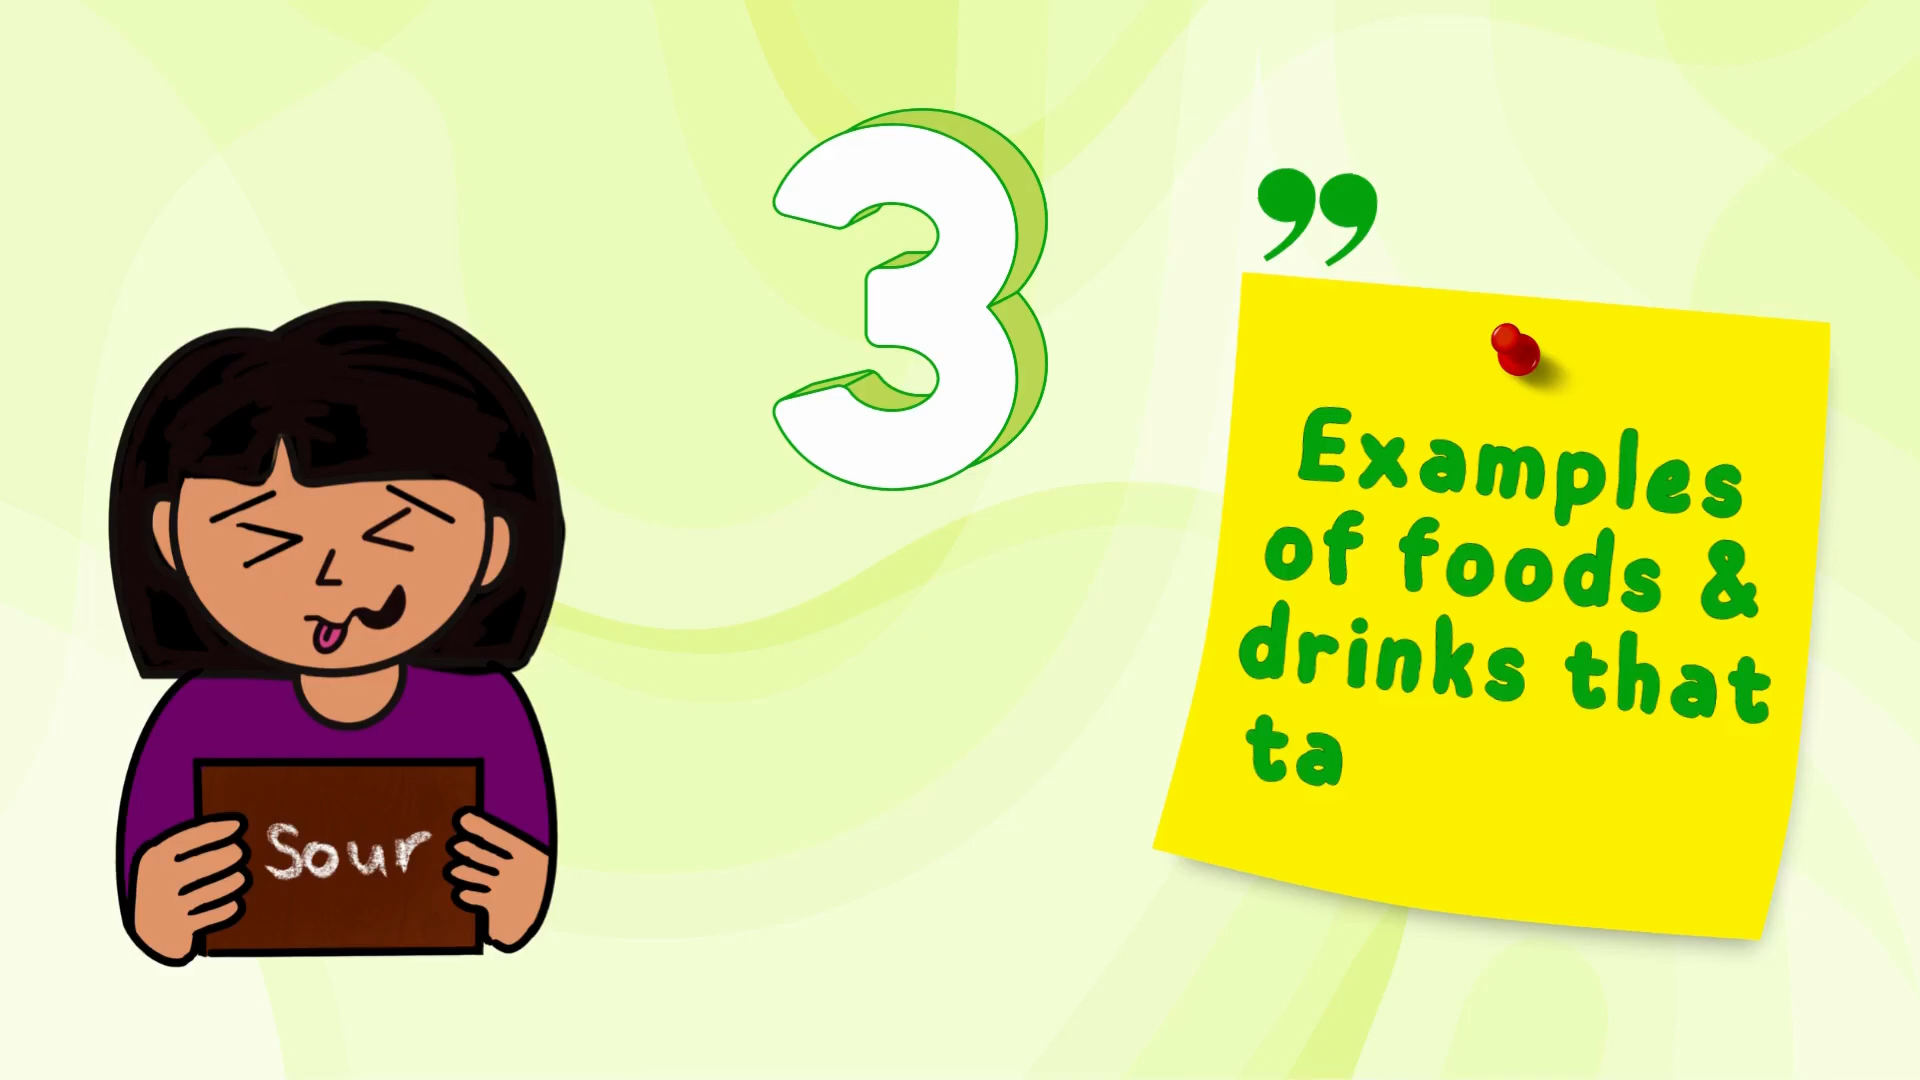 3
”
Examples
of foods &
drinks that
ta
Sour